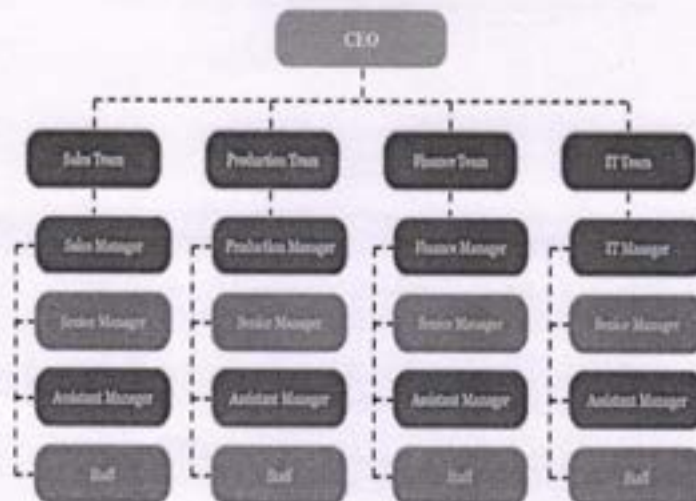 CEO
Sales Team
Production Team
Finance Team
IT Team
Sales Manager
Production Manager
Finance Manager
IT Manager
Senior Manager
Senior Manager
Senior Manager
Senior Manager
Assistant Manager
Assistant Manager
Assistant Manager
Assistant Manager
Staff
Staff
Staff
Staff